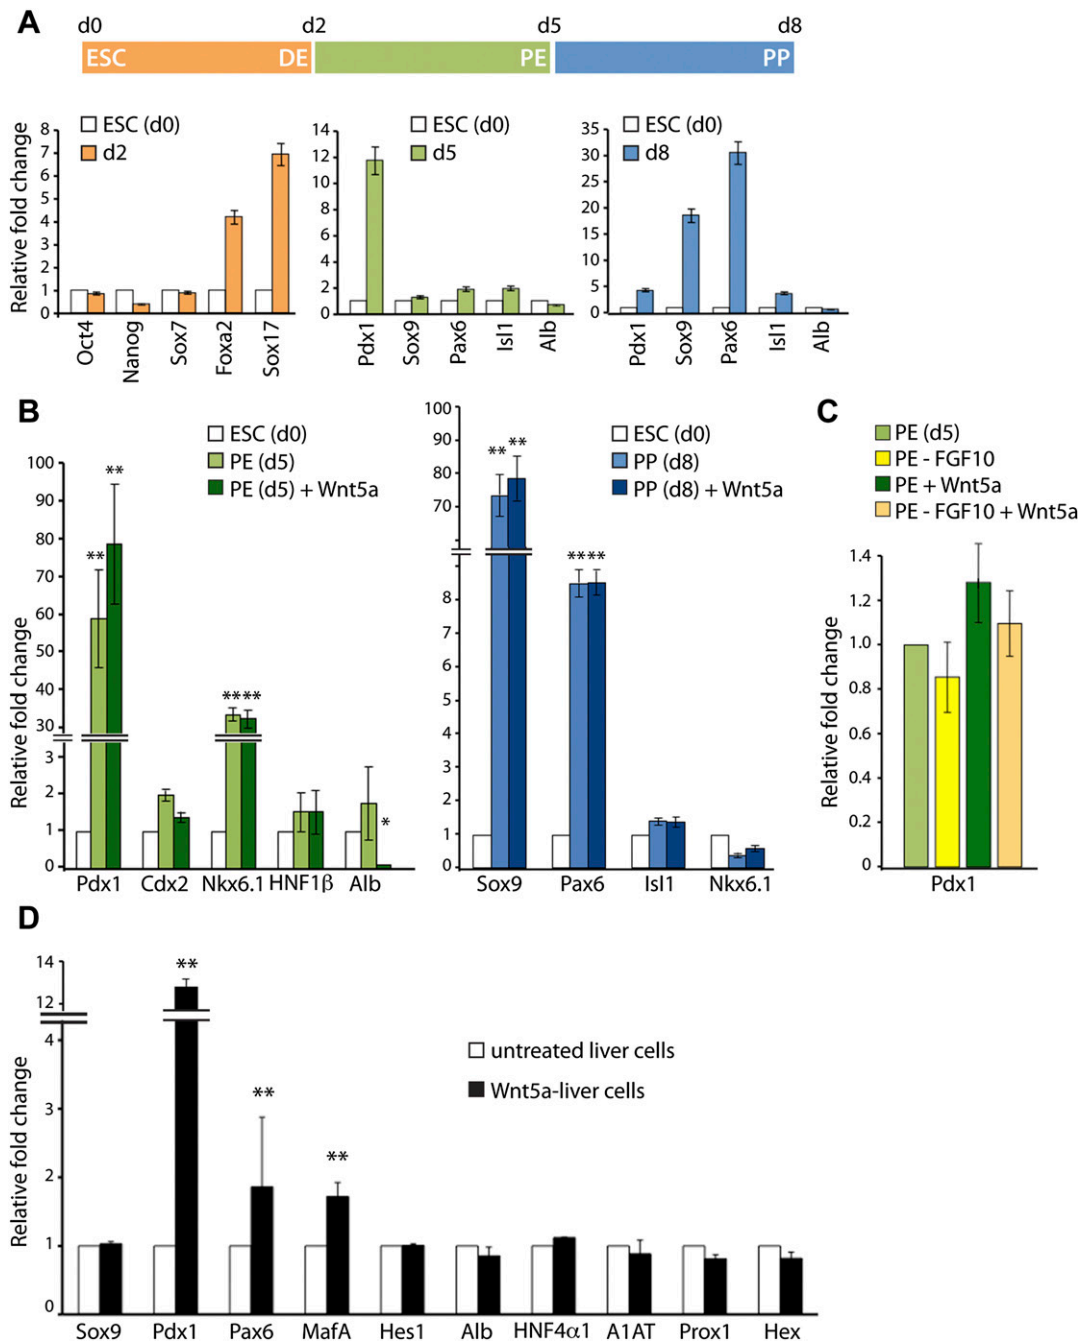 A
d0 d2 d5 d8
ESC DE PE PP
Relative fold change
8
7
6
5
4
3
2
1
0
ESC (d0)
d2
Oct4 Nanog Sox7 Foxa2 Sox17
14
12
10
8
6
4
2
0
ESC (d0)
d5
Pdx1 Sox9 Pax6 Isl1 Alb
35
30
25
20
15
10
5
0
ESC (d0)
d8
Pdx1 Sox9 Pax6 Isl1 Alb
B
Relative fold change
100
90
80
70
60
50
40
30
3
2
1
0
ESC (d0)
PE (d5)
PE (d5) + Wnt5a
**
**
****
*
Pdx1 Cdx2 Nkx6.1 HNF1β Alb
100
90
80
70
8
6
5
4
2
1
0
ESC (d0)
PP (d8)
PP (d8) + Wnt5a
** **
****
Sox9 Pax6 Isl1 Nkx6.1
C
PE (d5)
PE - FGF10
PE + Wnt5a
PE - FGF10 + Wnt5a
Relative fold change
1.4
1.2
1.0
0.8
0.6
0.4
0.2
0
Pdx1
D
Relative fold change
14
12
4
3
2
1
0
untreated liver cells
Wnt5a-liver cells
**
**
**
Sox9 Pdx1 Pax6 MafA Hes1 Alb HNF4α1 A1AT Prox1 Hex